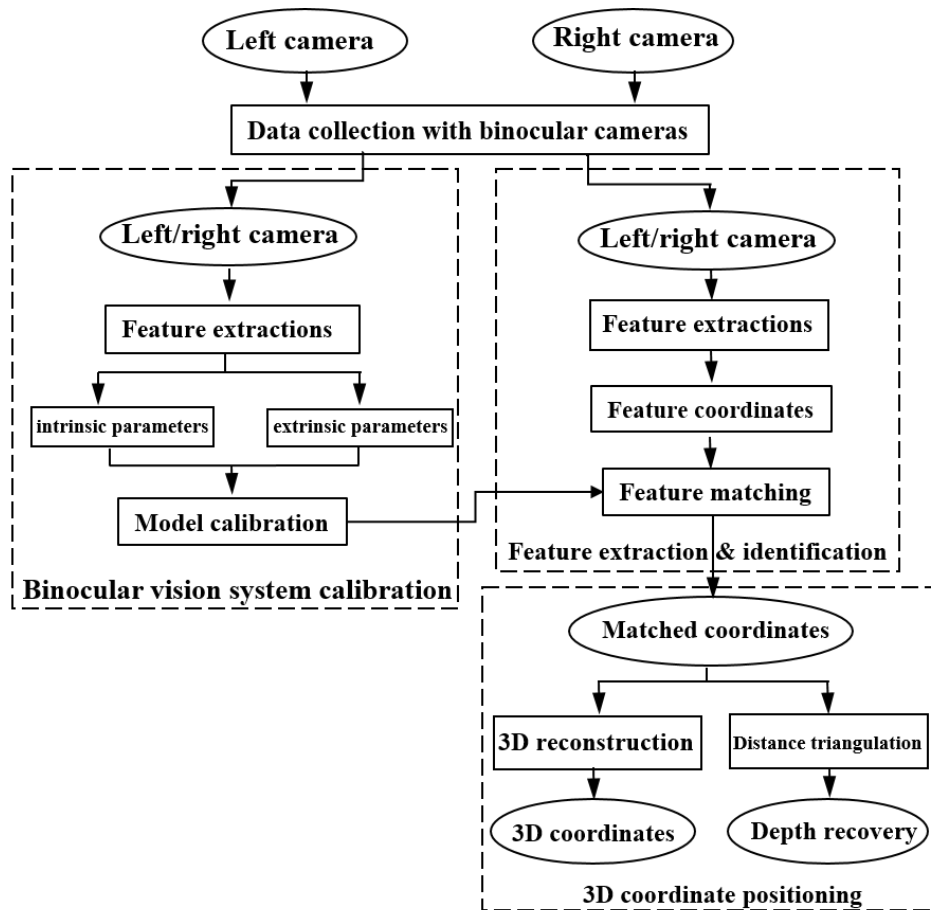 Left camera
Right camera
Data collection with binocular cameras
Left/right camera
Feature extractions
intrinsic parameters
extrinsic parameters
Model calibration
Binocular vision system calibration
Left/right camera
Feature extractions
Feature coordinates
Feature matching
Feature extraction & identification
Matched coordinates
3D reconstruction
Distance triangulation
3D coordinates
Depth recovery
3D coordinate positioning